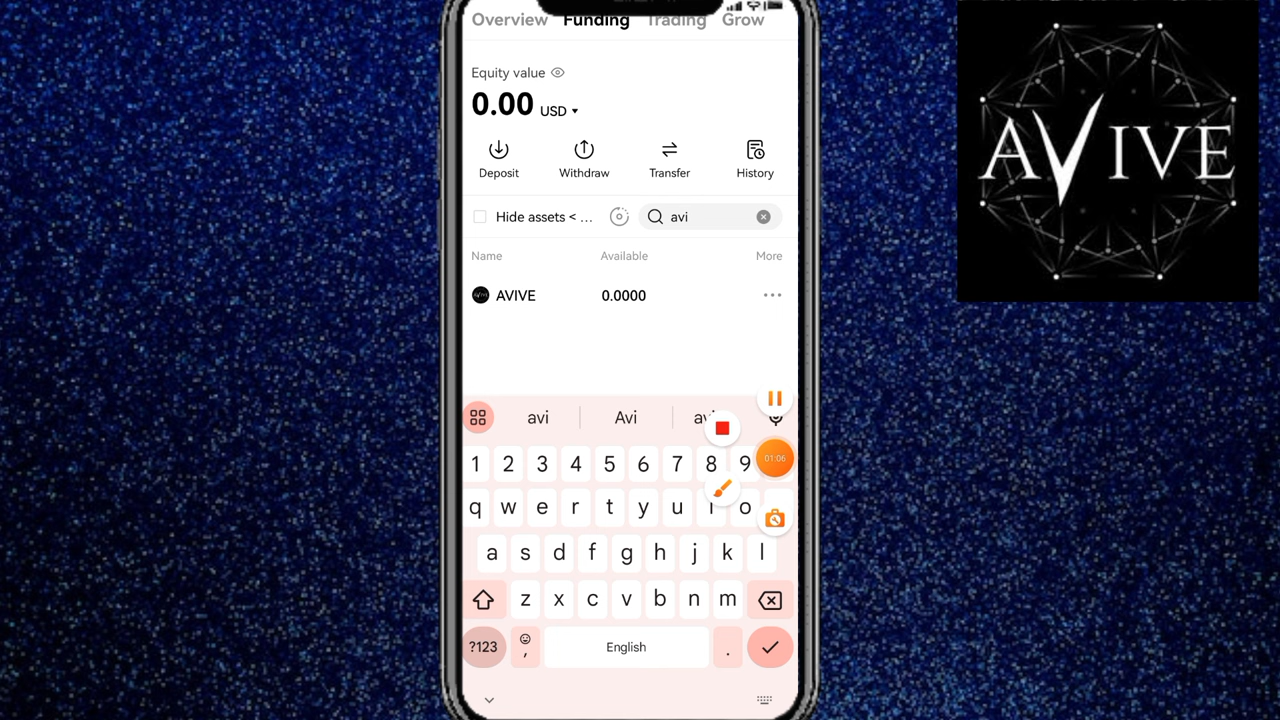 Overview Funding Trading Grow
Equity value
0.00 USD
Deposit Withdraw Transfer History
Hide assets < ... avi
Name Available More
AVIVE 0.0000
avi Avi
1 2 3 4 5 6 7 8 9
01:06
q w e r t y u i o
a s d f g h j k l
z x c v b n m
?123 , English .
AVIVE